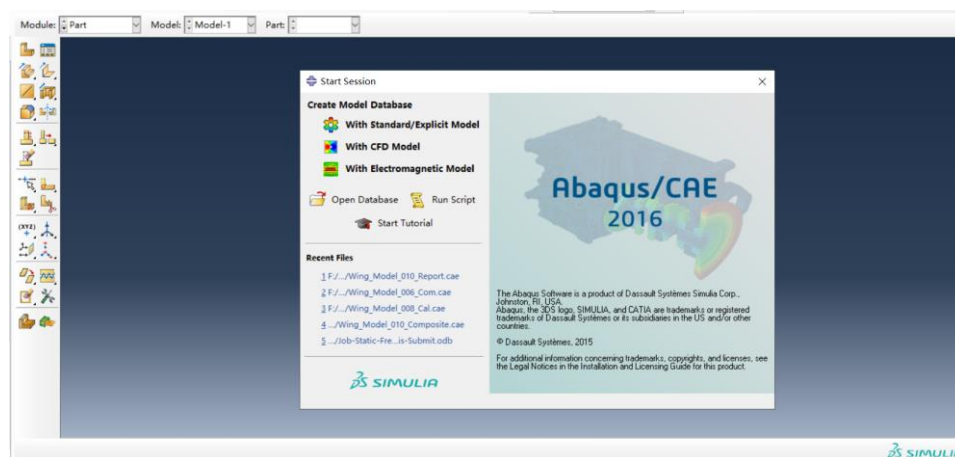 Module: Part Model: Model-1 Part:
Start Session
Create Model Database
With Standard/Explicit Model
With CFD Model
With Electromagnetic Model
Open Database Run Script
Start Tutorial
Recent Files
1 F:/.../Wing_Model_010_Report.cae
2 F:/.../Wing_Model_006_Com.cae
3 F:/.../Wing_Model_008_Cal.cae
4 .../Wing_Model_010_Composite.cae
5 .../Job-Static-Fre...is-Submit.odb
SIMULIA
Abaqus/CAE
2016
The Abaqus Software is a product of Dassault Systèmes Simulia Corp.,
Johnston, RI, USA.
Abaqus, the 3DS logo, SIMULIA, and CATIA are trademarks or registered
trademarks of Dassault Systèmes or its subsidiaries in the US and/or other
countries.
© Dassault Systèmes, 2015
For additional information concerning trademarks, copyrights, and licenses, see
the Legal Notices in the Installation and Licensing Guide for this product.
(XYZ)
SIMULIA